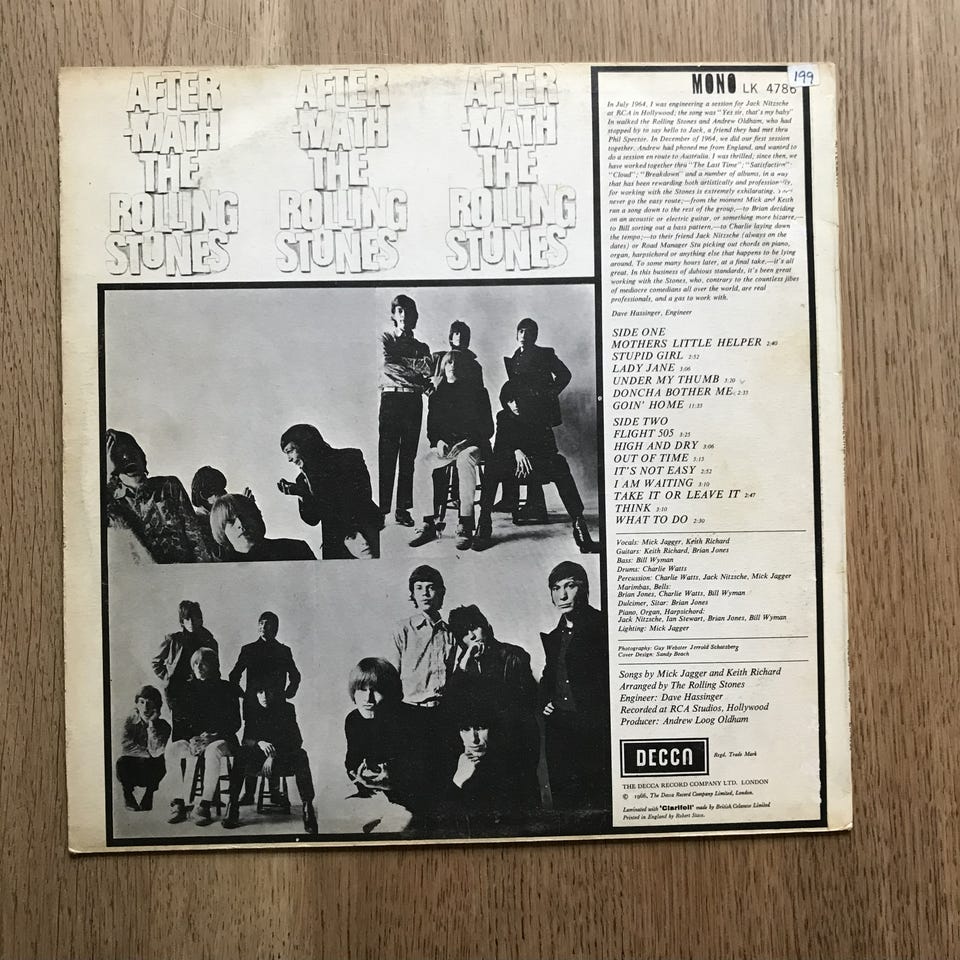 AFTER
-MATH
THE
ROLLING
STONES
AFTER
-MATH
THE
ROLLING
STONES
AFTER
-MATH
THE
ROLLING
STONES
MONO LK 4786
199
In July 1964, I was engineering a session for Jack Nitzsche
at RCA in Hollywood; the song was "Yes sir, that's my baby"
In walked the Rolling Stones and Andrew Oldham, who had
stopped by to say hello to Jack, a friend they had met thru
Phil Spector. In December of 1964, we did our first session
together. Andrew had phoned me from England, and wanted to
do a session en route to Australia. I was thrilled; since then, we
have worked together thru "The Last Time"; "Satisfaction";
"Cloud"; "Breakdown" and a number of albums, in a way
that has been rewarding both artistically and professionally,
for working with the Stones is extremely exhilarating.
never go the easy route;—from the moment Mick and Keith
run a song down to the rest of the group,—to Brian deciding
on an acoustic or electric guitar, or something more bizarre,—
to Bill sorting out a bass pattern,—to Charlie laying down
the tempo;—to their friend Jack Nitzsche (always on the
dates) or Road Manager Stu picking out chords on piano,
organ, harpsichord or anything else that happens to be lying
around. To some many hours later, at a final take,—it's all
great. In this business of dubious standards, it's been great
working with the Stones, who, contrary to the countless jibes
of mediocre comedians all over the world, are real
professionals, and a gas to work with.
Dave Hassinger, Engineer
SIDE ONE
MOTHERS LITTLE HELPER 2:40
STUPID GIRL 2:52
LADY JANE 3:06
UNDER MY THUMB 3:20
DONCHA BOTHER ME 2:35
GOIN' HOME 11:35
SIDE TWO
FLIGHT 505 3:25
HIGH AND DRY 3:06
OUT OF TIME 5:15
IT'S NOT EASY 2:52
I AM WAITING 3:10
TAKE IT OR LEAVE IT 2:47
THINK 3:10
WHAT TO DO 2:30
Vocals: Mick Jagger, Keith Richard
Guitars: Keith Richard, Brian Jones
Bass: Bill Wyman
Drums: Charlie Watts
Percussion: Charlie Watts, Jack Nitzsche, Mick Jagger
Marimbas, Bells:
Brian Jones, Charlie Watts, Bill Wyman
Dulcimer, Sitar: Brian Jones
Piano, Organ, Harpsichord:
Jack Nitzsche, Ian Stewart, Brian Jones, Bill Wyman
Lighting: Mick Jagger
Photography: Guy Webster Jerrold Schatzberg
Cover Design: Sandy Beach
Songs by Mick Jagger and Keith Richard
Arranged by The Rolling Stones
Engineer: Dave Hassinger
Recorded at RCA Studios, Hollywood
Producer: Andrew Loog Oldham
DECCA Regd. Trade Mark
THE DECCA RECORD COMPANY LTD. LONDON
© 1966, The Decca Record Company Limited, London.
Laminated with 'Clarifoil' made by British Celanese Limited
Printed in England by Robert Stace.